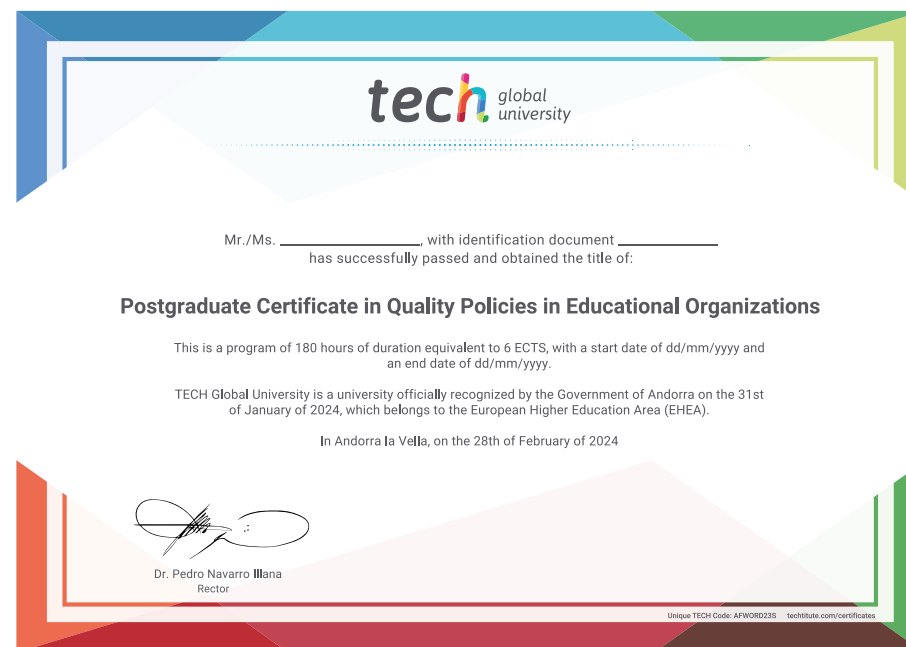 tech global university
Mr./Ms. ____________________, with identification document ______________
has successfully passed and obtained the title of:
Postgraduate Certificate in Quality Policies in Educational Organizations
This is a program of 180 hours of duration equivalent to 6 ECTS, with a start date of dd/mm/yyyy and
an end date of dd/mm/yyyy.
TECH Global University is a university officially recognized by the Government of Andorra on the 31st
of January of 2024, which belongs to the European Higher Education Area (EHEA).
In Andorra la Vella, on the 28th of February of 2024
Dr. Pedro Navarro Illana
Rector
Unique TECH Code: AFWORD23S techtitute.com/certificates